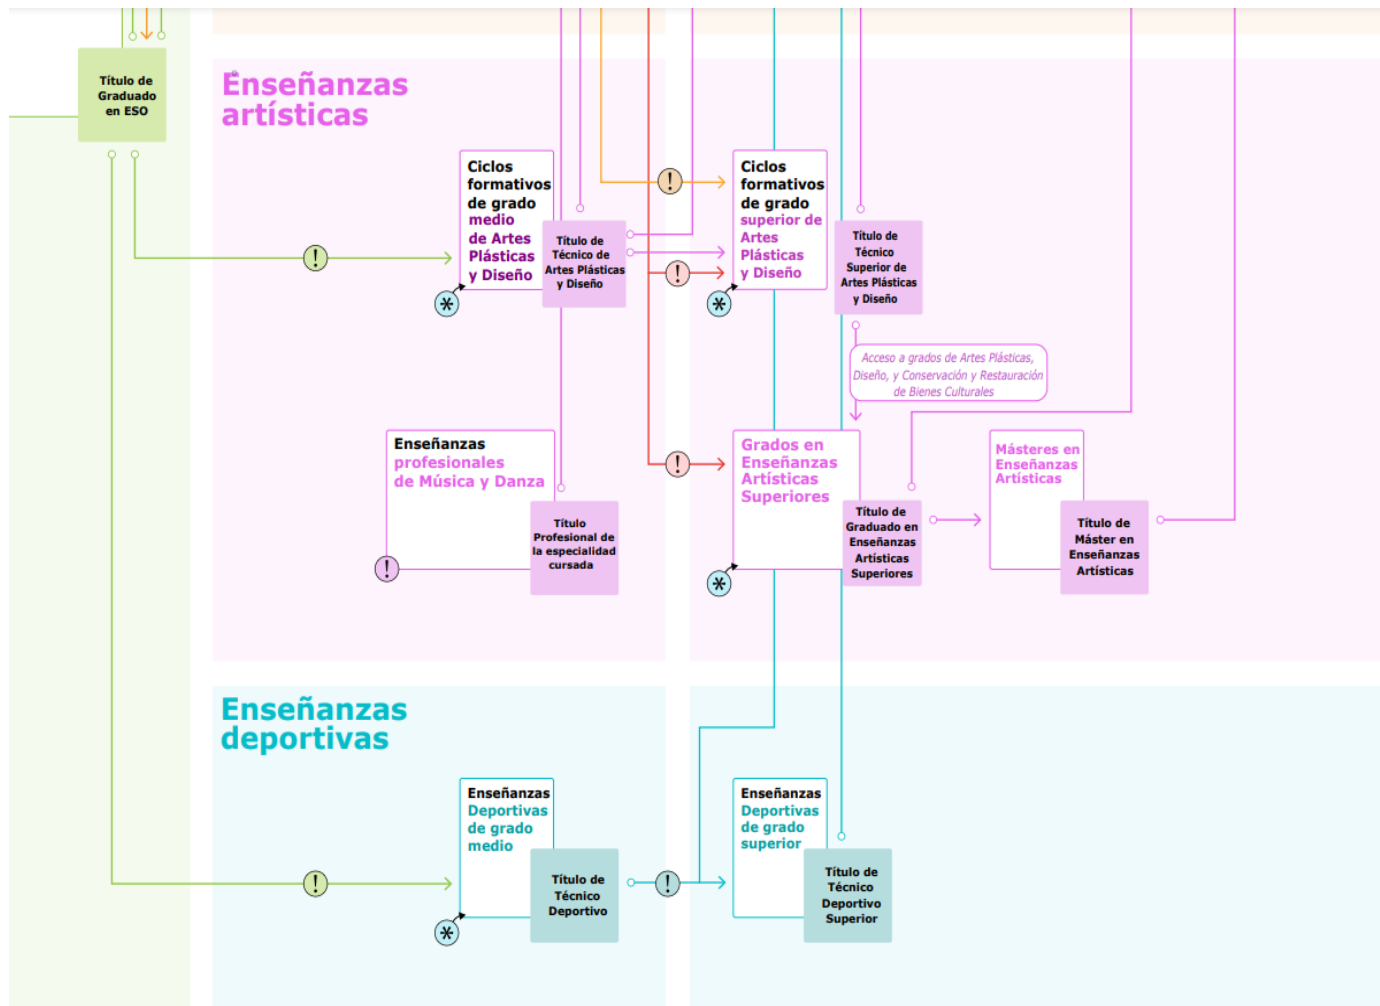 Título de
Graduado
en ESO
Enseñanzas
artísticas
Ciclos
formativos
de grado
medio
de Artes
Plásticas
y Diseño
!
*
Título de
Técnico de
Artes Plásticas
y Diseño
!
!
Ciclos
formativos
de grado
superior de
Artes
Plásticas
y Diseño
*
Título de
Técnico
Superior de
Artes Plásticas
y Diseño
Acceso a grados de Artes Plásticas,
Diseño, y Conservación y Restauración
de Bienes Culturales
Enseñanzas
profesionales
de Música y Danza
!
Título
Profesional de
la especialidad
cursada
!
Grados en
Enseñanzas
Artísticas
Superiores
*
Título de
Graduado en
Enseñanzas
Artísticas
Superiores
Másteres en
Enseñanzas
Artísticas
Título de
Máster en
Enseñanzas
Artísticas
Enseñanzas
deportivas
Enseñanzas
Deportivas
de grado
medio
!
*
Título de
Técnico
Deportivo
!
Enseñanzas
Deportivas
de grado
superior
Título de
Técnico
Deportivo
Superior